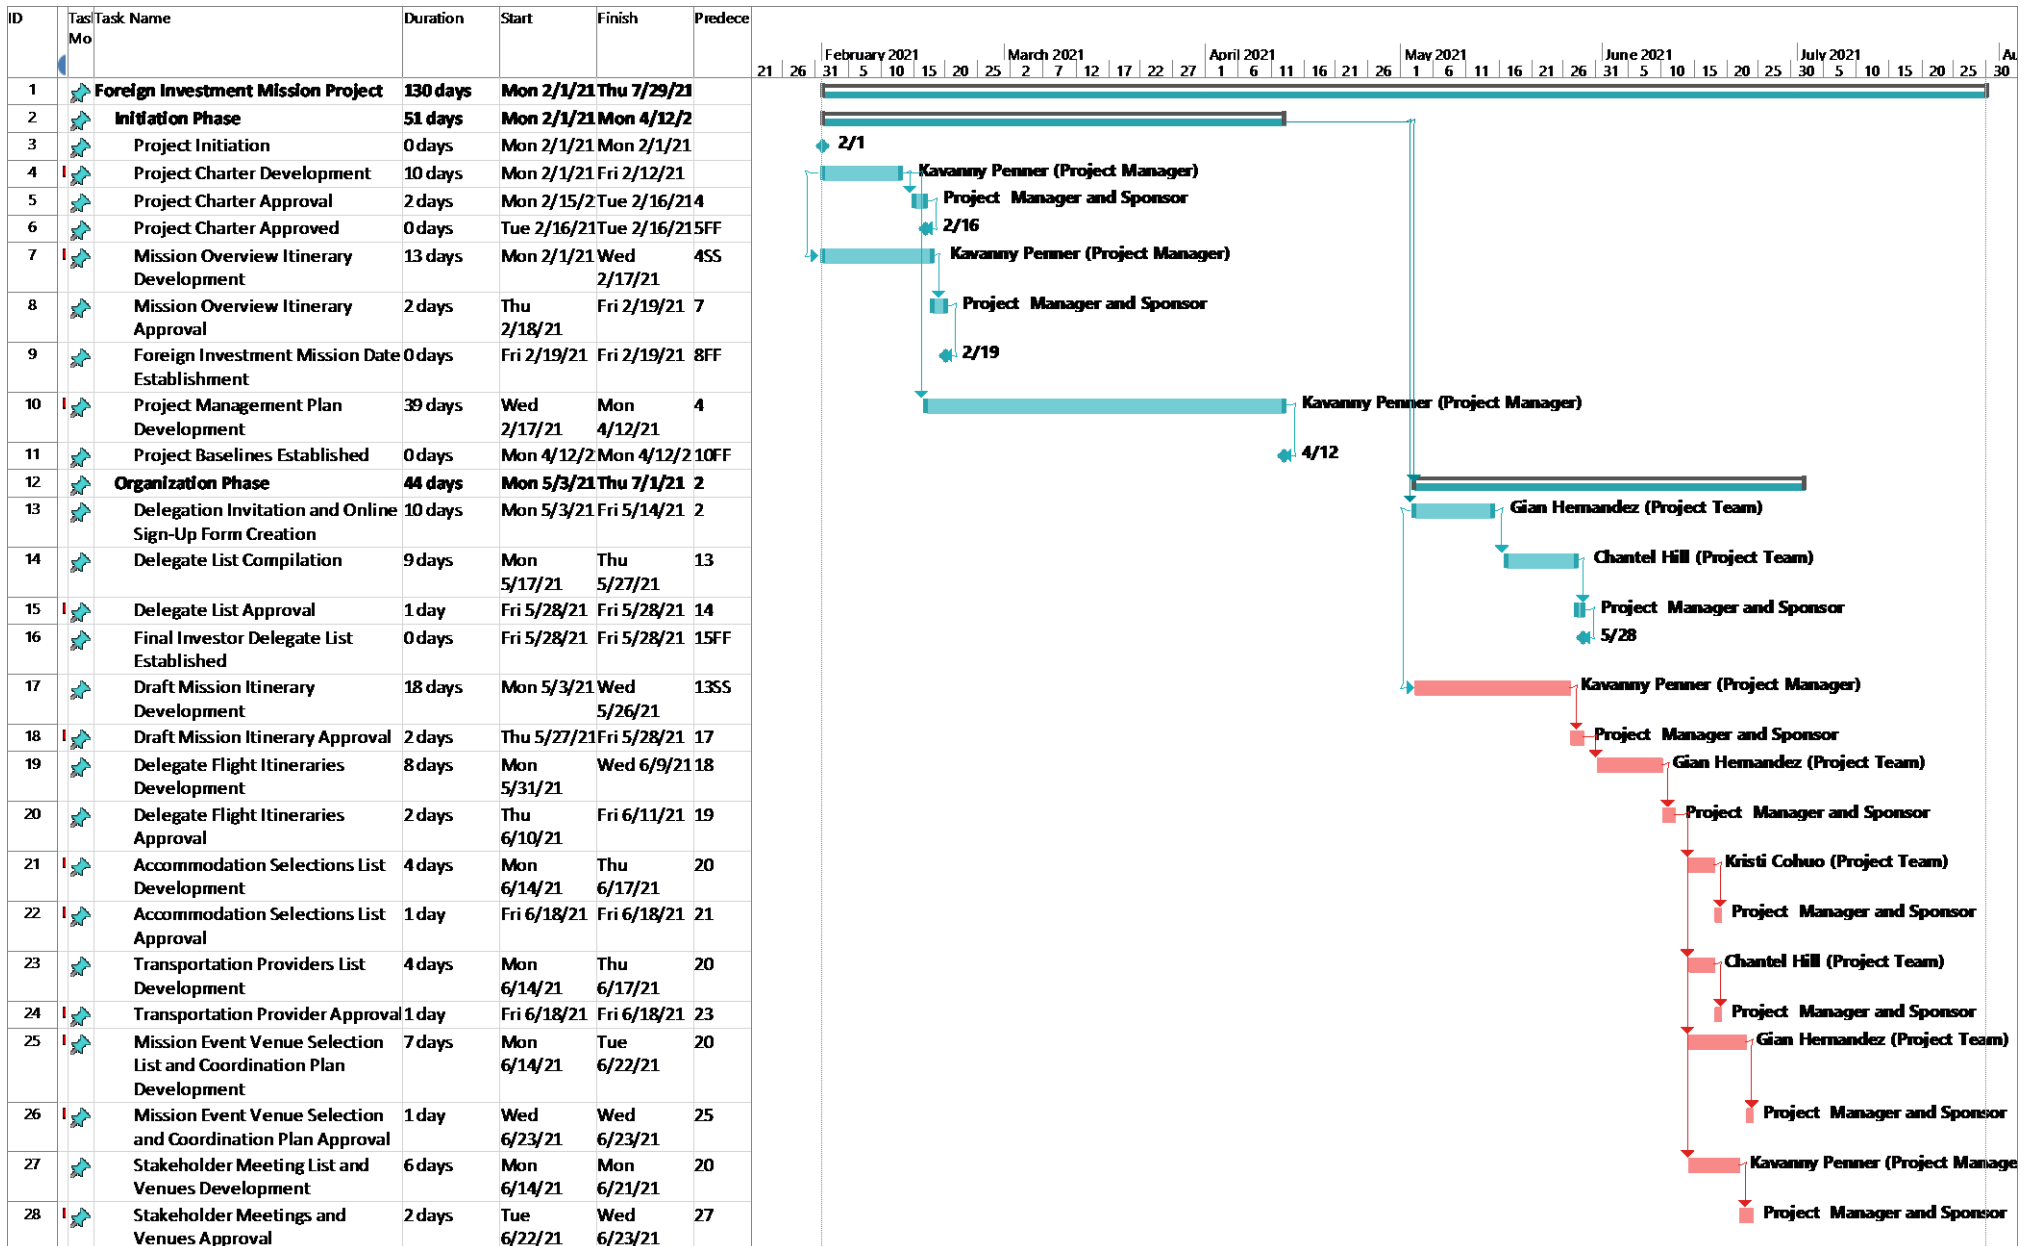 ID Tas Task Name Duration Start Finish Predece
Mo
February 2021 March 2021 April 2021 May 2021 June 2021 July 2021 Au
21 26 31 5 10 15 20 25 2 7 12 17 22 27 1 6 11 16 21 26 1 6 11 16 21 26 31 5 10 15 20 25 30 5 10 15 20 25 30
1 Foreign Investment Mission Project 130 days Mon 2/1/21 Thu 7/29/21
2 Initiation Phase 51 days Mon 2/1/21 Mon 4/12/2
3 Project Initiation 0 days Mon 2/1/21 Mon 2/1/21 2/1
4 Project Charter Development 10 days Mon 2/1/21 Fri 2/12/21 Kavanny Penner (Project Manager)
5 Project Charter Approval 2 days Mon 2/15/2 Tue 2/16/21 4 Project Manager and Sponsor
6 Project Charter Approved 0 days Tue 2/16/21 Tue 2/16/21 5FF 2/16
7 Mission Overview Itinerary 13 days Mon 2/1/21 Wed 4SS Kavanny Penner (Project Manager)
Development 2/17/21
8 Mission Overview Itinerary 2 days Thu Fri 2/19/21 7 Project Manager and Sponsor
Approval 2/18/21
9 Foreign Investment Mission Date 0 days Fri 2/19/21 Fri 2/19/21 8FF 2/19
Establishment
10 Project Management Plan 39 days Wed Mon 4 Kavanny Penner (Project Manager)
Development 2/17/21 4/12/21
11 Project Baselines Established 0 days Mon 4/12/2 Mon 4/12/2 10FF 4/12
12 Organization Phase 44 days Mon 5/3/21 Thu 7/1/21 2
13 Delegation Invitation and Online 10 days Mon 5/3/21 Fri 5/14/21 2 Gian Hernandez (Project Team)
Sign-Up Form Creation
14 Delegate List Compilation 9 days Mon Thu 13 Chantel Hill (Project Team)
5/17/21 5/27/21
15 Delegate List Approval 1 day Fri 5/28/21 Fri 5/28/21 14 Project Manager and Sponsor
16 Final Investor Delegate List 0 days Fri 5/28/21 Fri 5/28/21 15FF 5/28
Established
17 Draft Mission Itinerary 18 days Mon 5/3/21 Wed 13SS Kavanny Penner (Project Manager)
Development 5/26/21
18 Draft Mission Itinerary Approval 2 days Thu 5/27/21 Fri 5/28/21 17 Project Manager and Sponsor
19 Delegate Flight Itineraries 8 days Mon Wed 6/9/21 18 Gian Hernandez (Project Team)
Development 5/31/21
20 Delegate Flight Itineraries 2 days Thu Fri 6/11/21 19 Project Manager and Sponsor
Approval 6/10/21
21 Accommodation Selections List 4 days Mon Thu 20 Kristi Cohuo (Project Team)
Development 6/14/21 6/17/21
22 Accommodation Selections List 1 day Fri 6/18/21 Fri 6/18/21 21 Project Manager and Sponsor
Approval
23 Transportation Providers List 4 days Mon Thu 20 Chantel Hill (Project Team)
Development 6/14/21 6/17/21
24 Transportation Provider Approval 1 day Fri 6/18/21 Fri 6/18/21 23 Project Manager and Sponsor
25 Mission Event Venue Selection 7 days Mon Tue 20 Gian Hernandez (Project Team)
List and Coordination Plan 6/14/21 6/22/21
Development
26 Mission Event Venue Selection 1 day Wed Wed 25 Project Manager and Sponsor
and Coordination Plan Approval 6/23/21 6/23/21
27 Stakeholder Meeting List and 6 days Mon Mon 20 Kavanny Penner (Project Manage
Venues Development 6/14/21 6/21/21
28 Stakeholder Meetings and 2 days Tue Wed 27 Project Manager and Sponsor
Venues Approval 6/22/21 6/23/21